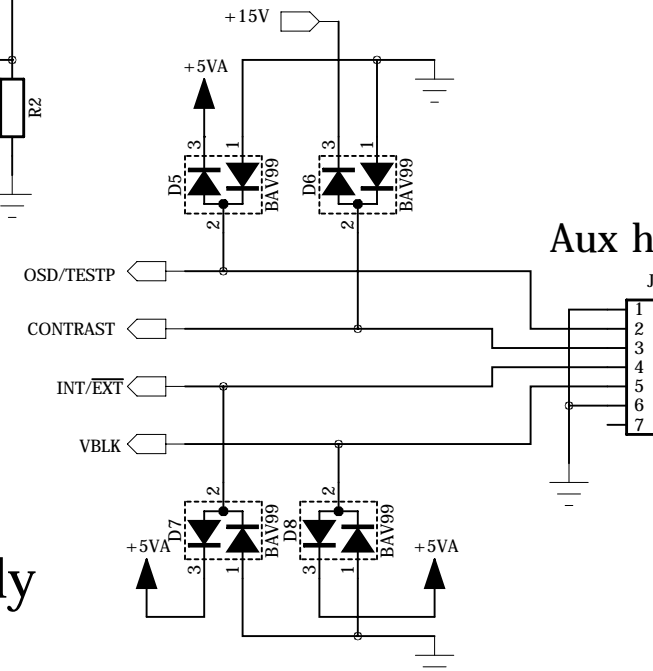 +15V
+5VA
R2
3
1
3
1
D5
BAV99
D6
BAV99
2
2
Aux h
J
OSD/TESTP
1
2
CONTRAST
3
4
INT/EXT
5
6
VBLK
7
2
2
D7
BAV99
D8
BAV99
+5VA
3
1
3
1
+5VA
ly